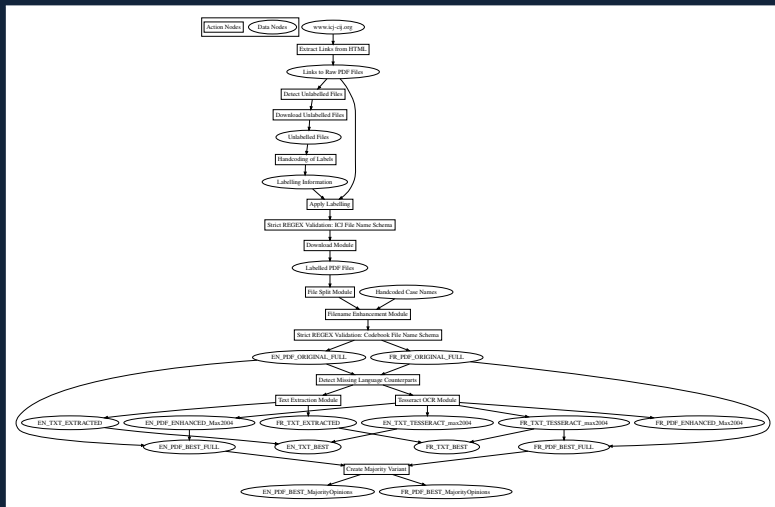 Action Nodes
Data Nodes
www.icj-cij.org
Extract Links from HTML
Links to Raw PDF Files
Detect Unlabelled Files
Download Unlabelled Files
Unlabelled Files
Handcoding of Labels
Labelling Information
Apply Labelling
Strict REGEX Validation: ICJ File Name Schema
Download Module
Labelled PDF Files
File Split Module
Handcoded Case Names
Filename Enhancement Module
Strict REGEX Validation: Codebook File Name Schema
EN_PDF_ORIGINAL_FULL
FR_PDF_ORIGINAL_FULL
Detect Missing Language Counterparts
Text Extraction Module
Tesseract OCR Module
EN_TXT_EXTRACTED
EN_PDF_ENHANCED_Max2004
FR_TXT_EXTRACTED
EN_TXT_TESSERACT_max2004
FR_TXT_TESSERACT_max2004
FR_PDF_ENHANCED_Max2004
EN_PDF_BEST_FULL
EN_TXT_BEST
FR_TXT_BEST
FR_PDF_BEST_FULL
Create Majority Variant
EN_PDF_BEST_MajorityOpinions
FR_PDF_BEST_MajorityOpinions